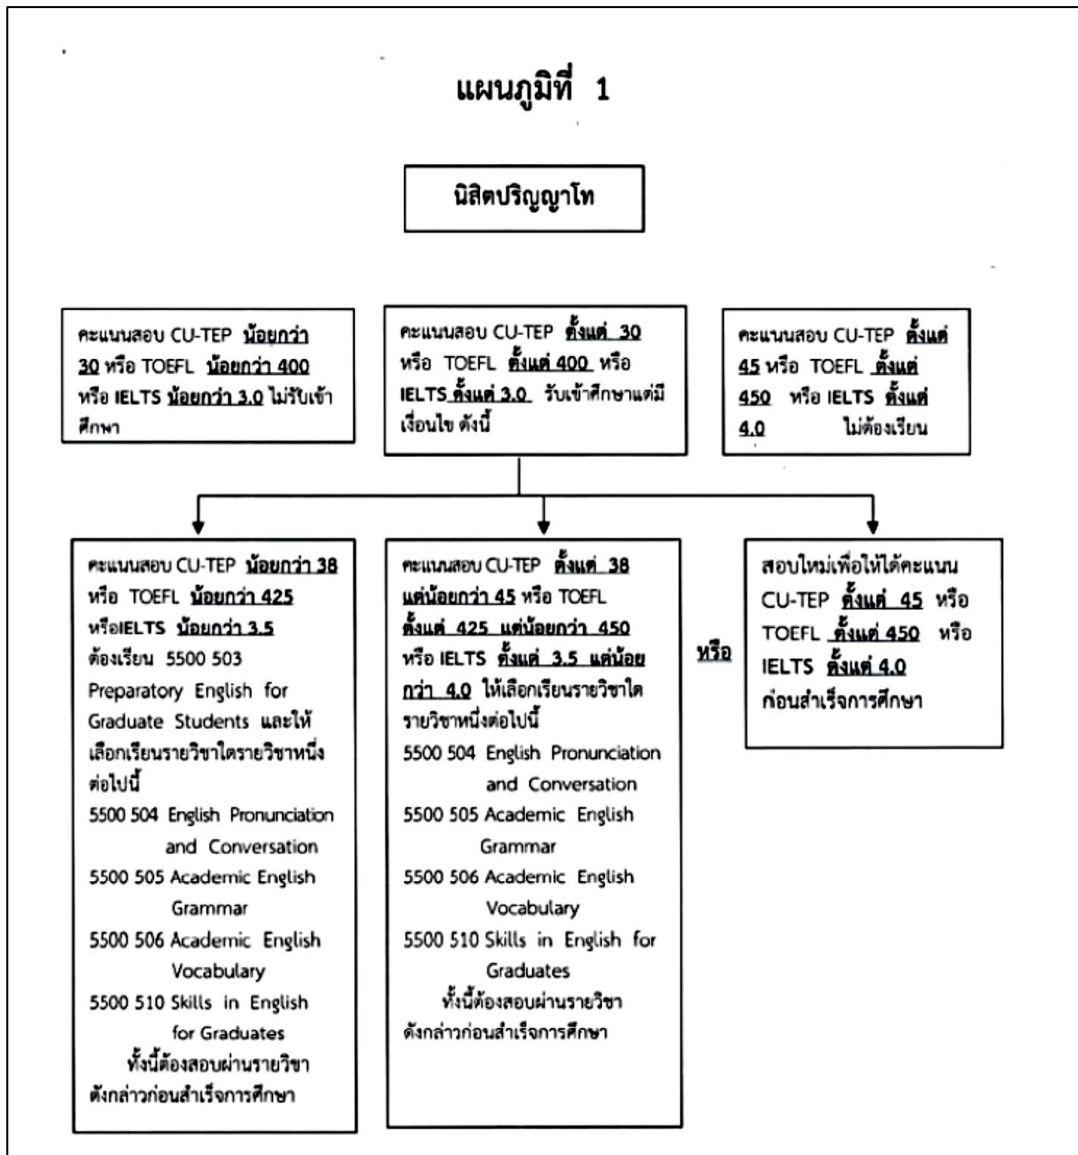 แผนภูมิที่ 1
นิสิตปริญญาโท
คะแนนสอบ CU-TEP น้อยกว่า
30 หรือ TOEFL น้อยกว่า 400
หรือ IELTS น้อยกว่า 3.0 ไม่รับเข้า
ศึกษา
คะแนนสอบ CU-TEP ตั้งแต่ 30
หรือ TOEFL ตั้งแต่ 400 หรือ
IELTS ตั้งแต่ 3.0 รับเข้าศึกษาแต่มี
เงื่อนไข ดังนี้
คะแนนสอบ CU-TEP ตั้งแต่
45 หรือ TOEFL ตั้งแต่
450 หรือ IELTS ตั้งแต่
4.0 ไม่ต้องเรียน
คะแนนสอบ CU-TEP น้อยกว่า 38
หรือ TOEFL น้อยกว่า 425
หรือIELTS น้อยกว่า 3.5
ต้องเรียน 5500 503
Preparatory English for
Graduate Students และให้
เลือกเรียนรายวิชาใดรายวิชาหนึ่ง
ต่อไปนี้
5500 504 English Pronunciation
and Conversation
5500 505 Academic English
Grammar
5500 506 Academic English
Vocabulary
5500 510 Skills in English
for Graduates
ทั้งนี้ต้องสอบผ่านรายวิชา
ดังกล่าวก่อนสำเร็จการศึกษา
คะแนนสอบ CU-TEP ตั้งแต่ 38
แต่น้อยกว่า 45 หรือ TOEFL
ตั้งแต่ 425 แต่น้อยกว่า 450
หรือ IELTS ตั้งแต่ 3.5 แต่น้อย
กว่า 4.0 ให้เลือกเรียนรายวิชาใด
รายวิชาหนึ่งต่อไปนี้
5500 504 English Pronunciation
and Conversation
5500 505 Academic English
Grammar
5500 506 Academic English
Vocabulary
5500 510 Skills in English for
Graduates
ทั้งนี้ต้องสอบผ่านรายวิชา
ดังกล่าวก่อนสำเร็จการศึกษา
หรือ
สอบใหม่เพื่อให้ได้คะแนน
CU-TEP ตั้งแต่ 45 หรือ
TOEFL ตั้งแต่ 450 หรือ
IELTS ตั้งแต่ 4.0
ก่อนสำเร็จการศึกษา